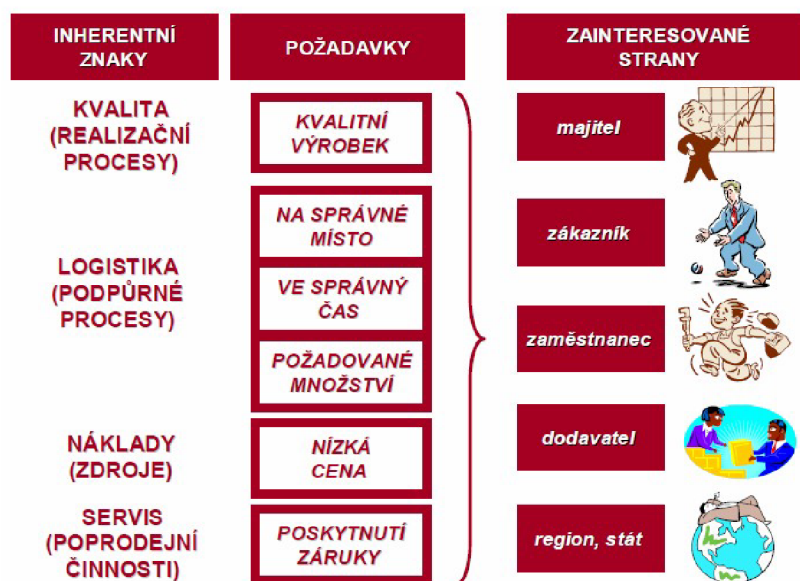 INHERENTNÍ
ZNAKY
POŽADAVKY
ZAINTERESOVANÉ
STRANY
KVALITA
(REALIZAČNÍ
PROCESY)
KVALITNÍ
VÝROBEK
majitel
LOGISTIKA
(PODPŮRNÉ
PROCESY)
NA SPRÁVNÉ
MÍSTO
VE SPRÁVNÝ
ČAS
POŽADOVANÉ
MNOŽSTVÍ
zákazník
zaměstnanec
NÁKLADY
(ZDROJE)
NÍZKÁ
CENA
dodavatel
SERVIS
(POPRODEJNÍ
ČINNOSTI)
POSKYTNUTÍ
ZÁRUKY
region, stát